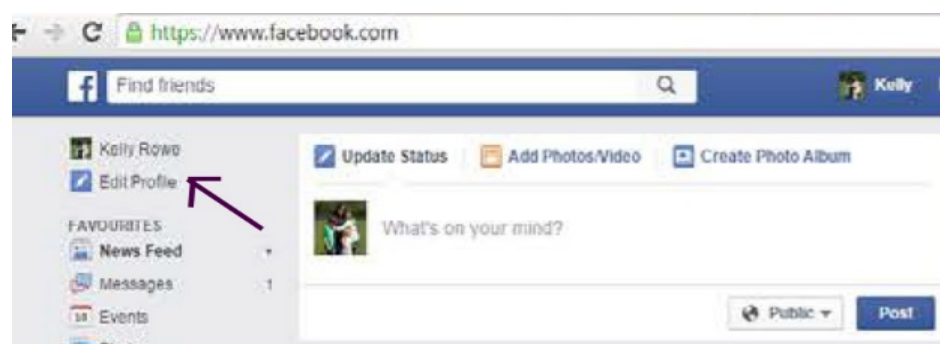 https://www.facebook.com
f Find friends Kelly
Kelly Rowe
Edit Profile
FAVOURITES
News Feed
Messages 1
Events
Update Status Add Photos/Video Create Photo Album
What's on your mind?
Public Post